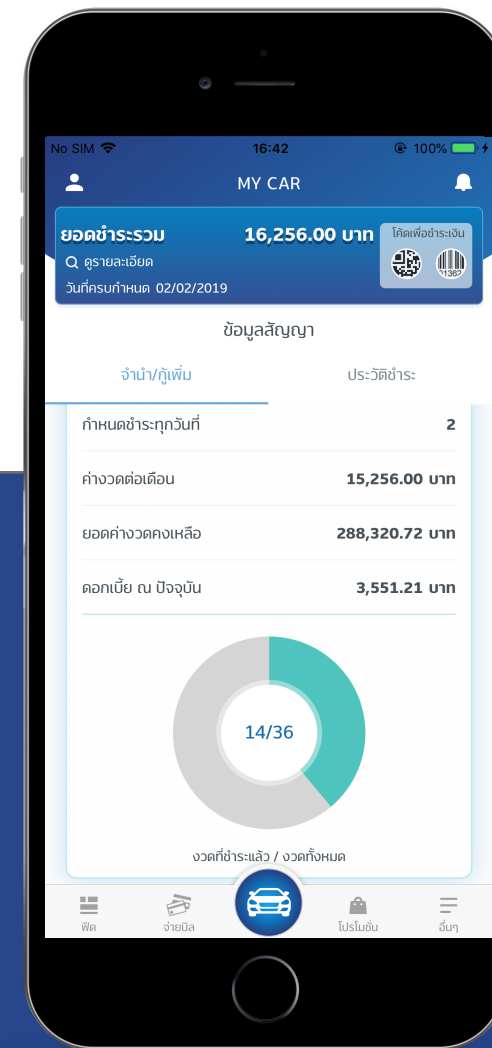 No SIM 16:42 100%
MY CAR
ยอดชำระรวม 16,256.00 บาท โค้ดเพื่อชำระเงิน
ดูรายละเอียด
01362
วันที่ครบกำหนด 02/02/2019
ข้อมูลสัญญา
จำนำ/กู้เพิ่ม ประวัติชำระ
กำหนดชำระทุกวันที่ 2
ค่างวดต่อเดือน 15,256.00 บาท
ยอดค่างวดคงเหลือ 288,320.72 บาท
ดอกเบี้ย ณ ปัจจุบัน 3,551.21 บาท
14/36
งวดที่ชำระแล้ว / งวดทั้งหมด
ฟีด จ่ายบิล โปรโมชั่น อื่นๆ